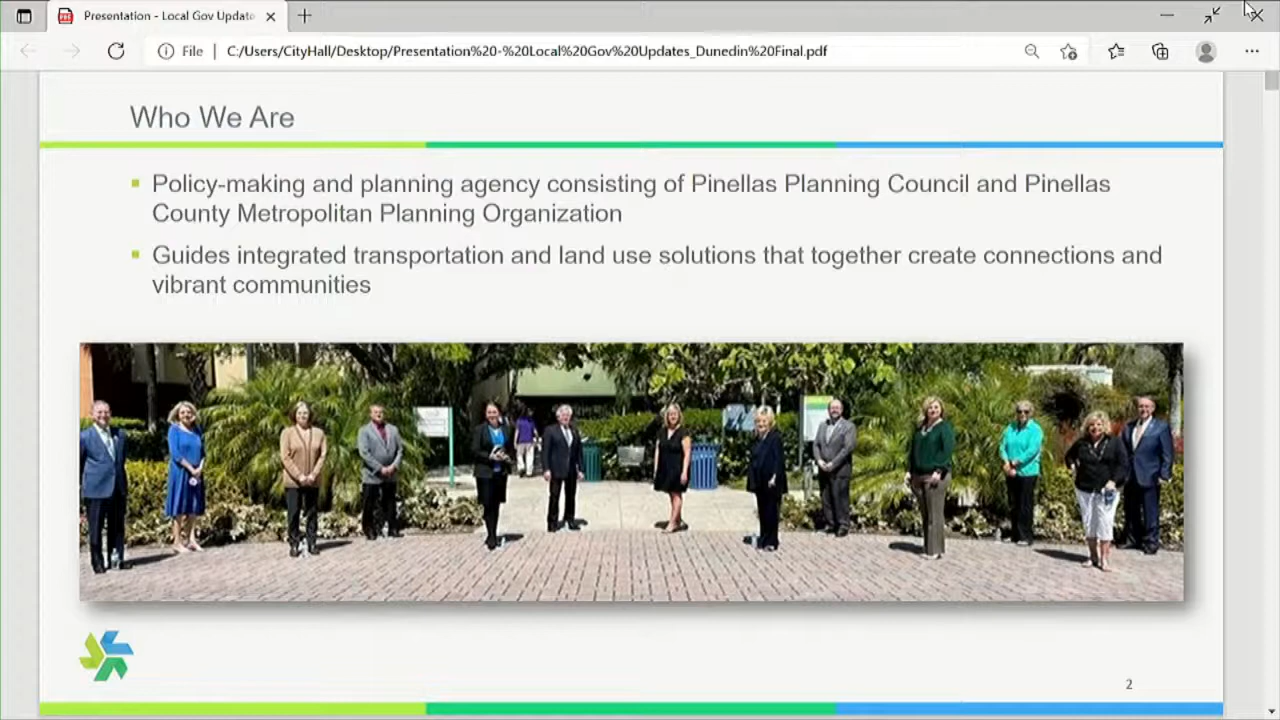 Presentation - Local Gov Update
File
C:/Users/CityHall/Desktop/Presentation%20-%20Local%20Gov%20Updates_Dunedin%20Final.pdf
Who We Are
Policy-making and planning agency consisting of Pinellas Planning Council and Pinellas
County Metropolitan Planning Organization
Guides integrated transportation and land use solutions that together create connections and
vibrant communities
2